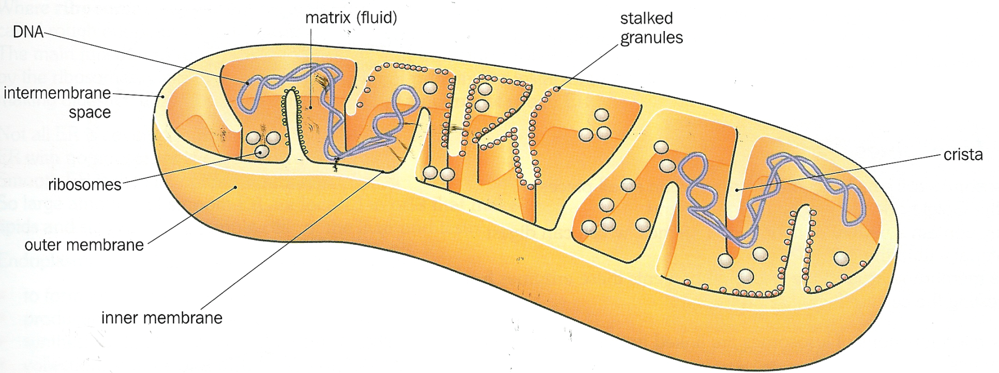 matrix (fluid)
stalked
granules
DNA
intermembrane
space
crista
ribosomes
outer membrane
inner membrane